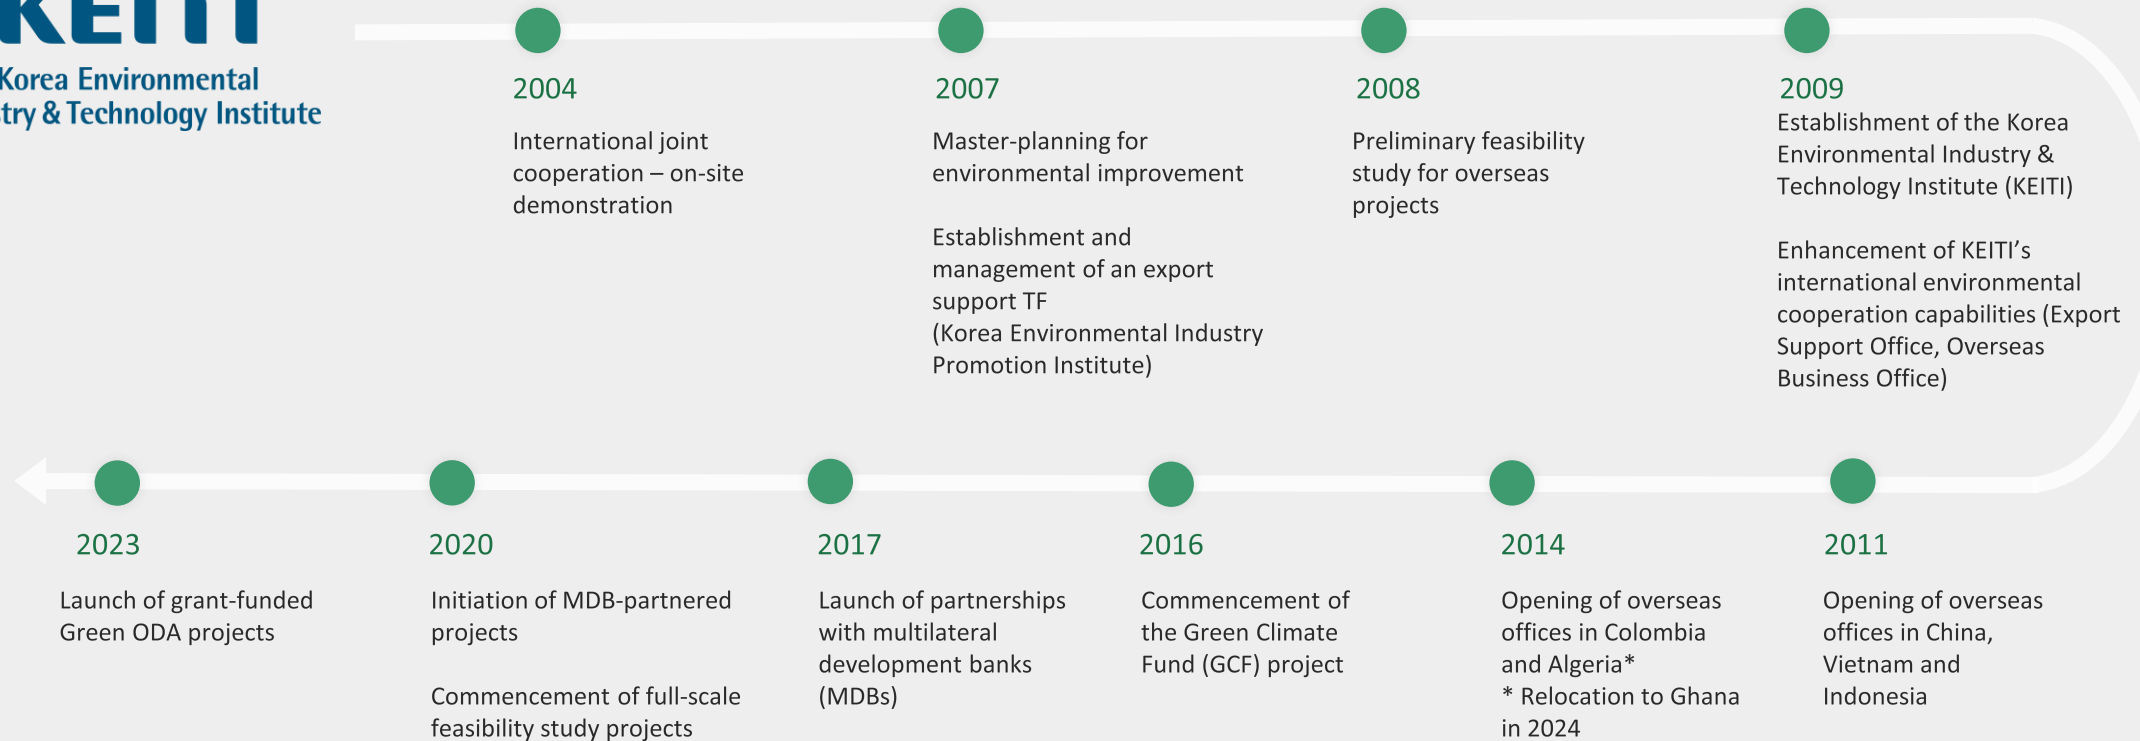 KEITI
Korea Environmental
try & Technology Institute
2004
International joint
cooperation – on-site
demonstration
2007
Master-planning for
environmental improvement
Establishment and
management of an export
support TF
(Korea Environmental Industry
Promotion Institute)
2008
Preliminary feasibility
study for overseas
projects
2009
Establishment of the Korea
Environmental Industry &
Technology Institute (KEITI)
Enhancement of KEITI’s
international environmental
cooperation capabilities (Export
Support Office, Overseas
Business Office)
2011
Opening of overseas
offices in China,
Vietnam and
Indonesia
2014
Opening of overseas
offices in Colombia
and Algeria*
* Relocation to Ghana
in 2024
2016
Commencement of
the Green Climate
Fund (GCF) project
2017
Launch of partnerships
with multilateral
development banks
(MDBs)
2020
Initiation of MDB-partnered
projects
Commencement of full-scale
feasibility study projects
2023
Launch of grant-funded
Green ODA projects